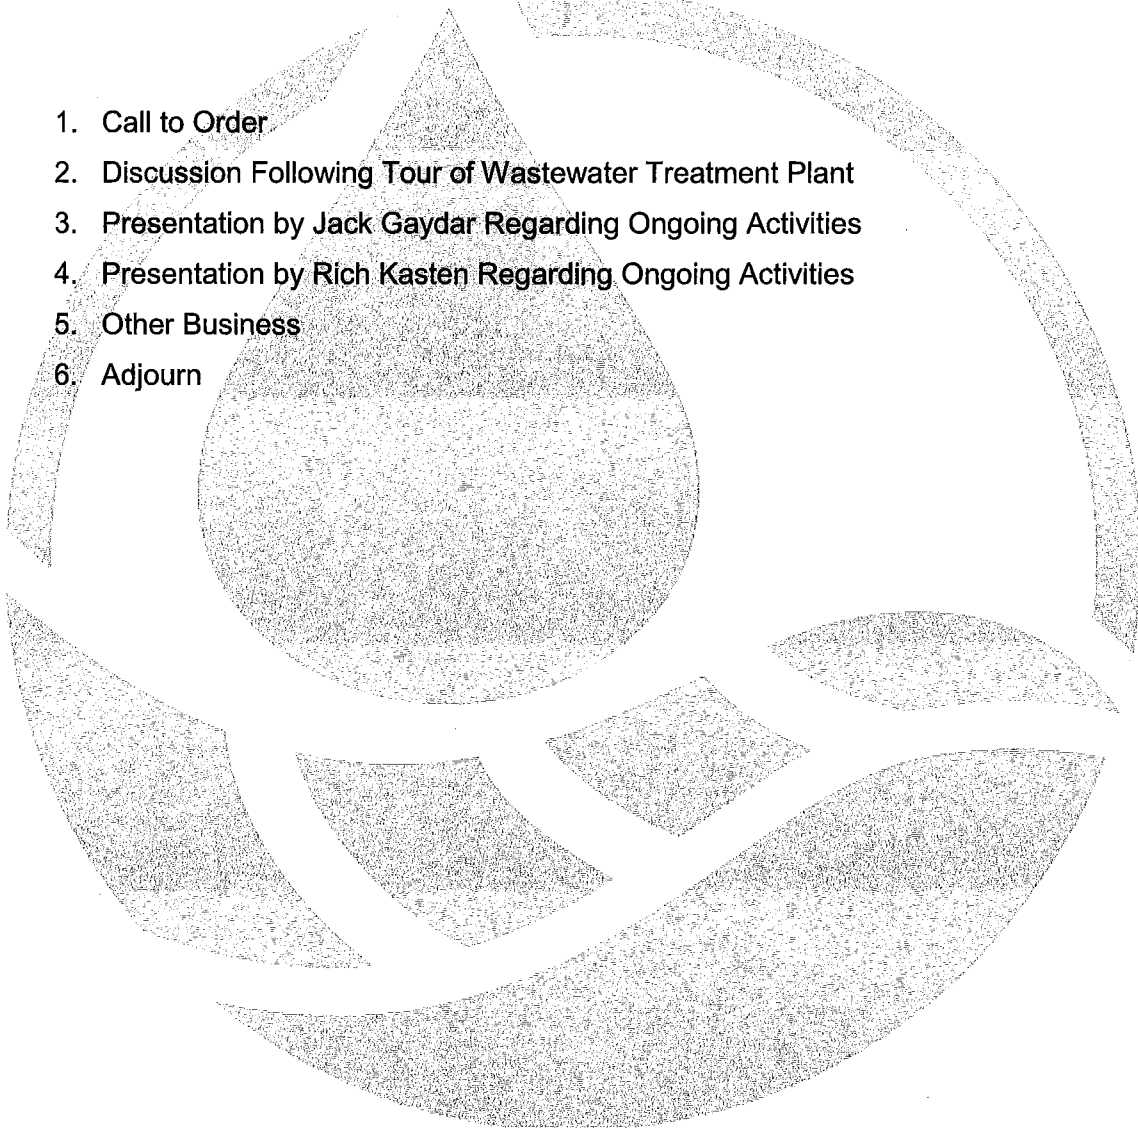 1. Call to Order
2. Discussion Following Tour of Wastewater Treatment Plant
3. Presentation by Jack Gaydar Regarding Ongoing Activities
4. Presentation by Rich Kasten Regarding Ongoing Activities
5. Other Business
6. Adjourn